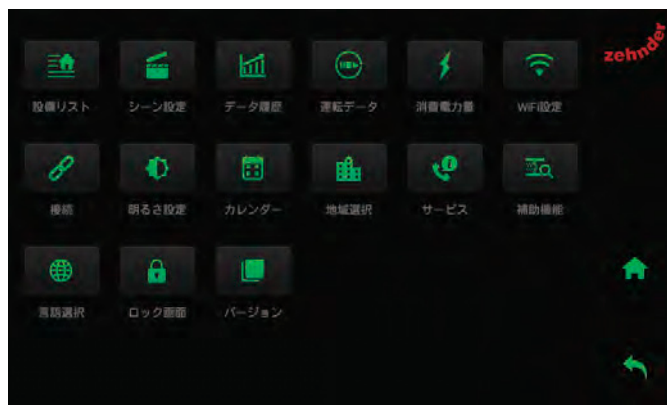 zehnder
設備リスト シーン設定 データ履歴 運転データ 消費電力量 WiFi設定
接続 明るさ設定 カレンダー 地域選択 サービス 補助機能
言語選択 ロック画面 バージョン